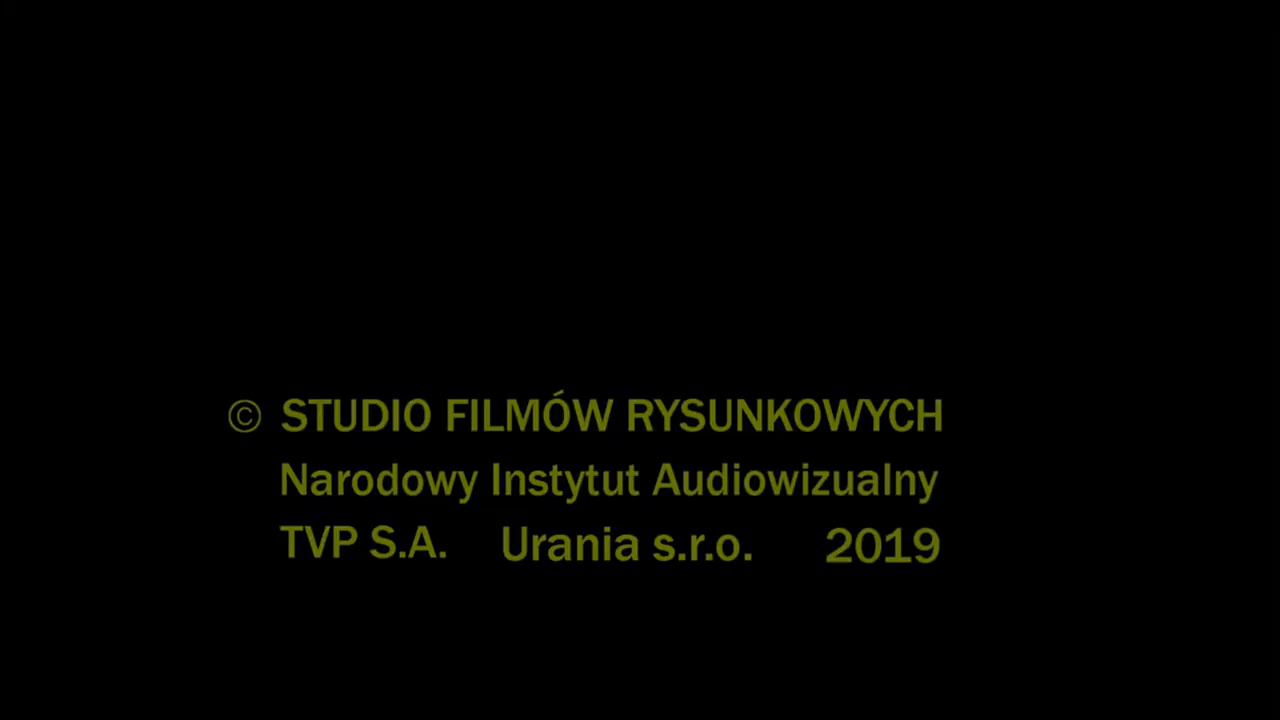 © STUDIO FILMÓW RYSUNKOWYCH
Narodowy Instytut Audiowizualny
TVP S.A. Urania s.r.o. 2019